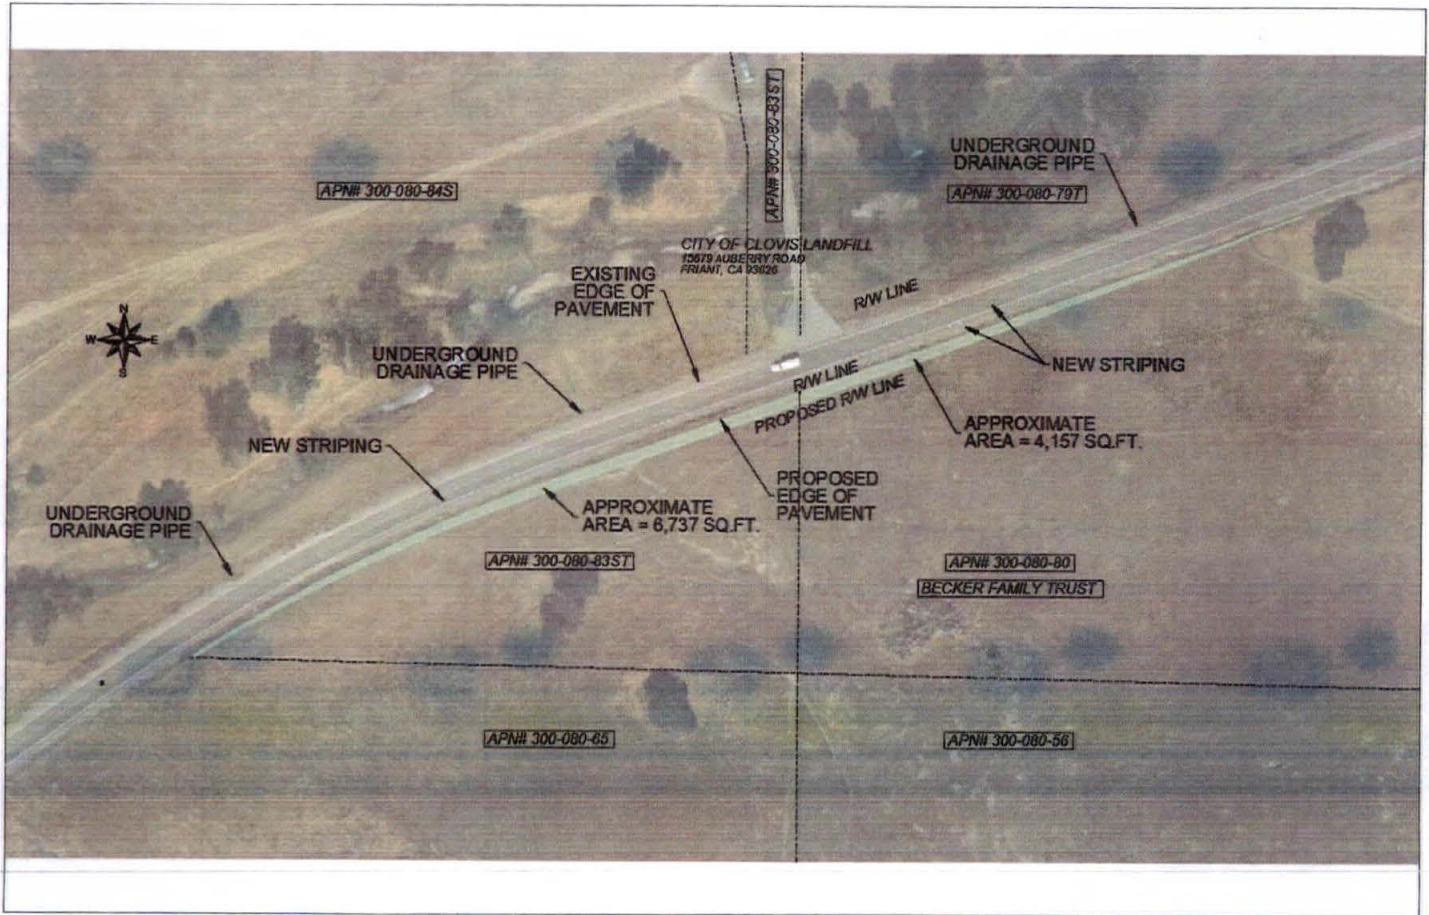 APN# 300-080-83ST
UNDERGROUND
DRAINAGE PIPE
APN# 300-080-79T
APN# 300-080-84S
CITY OF CLOVIS LANDFILL
15679 AUBERRY ROAD
FRIANT, CA 93626
EXISTING
EDGE OF
PAVEMENT
R/W LINE
N
W E
S
UNDERGROUND
DRAINAGE PIPE
NEW STRIPING
R/W LINE
PROPOSED R/W LINE
APPROXIMATE
AREA = 4,157 SQ.FT.
NEW STRIPING
PROPOSED
EDGE OF
PAVEMENT
UNDERGROUND
DRAINAGE PIPE
APPROXIMATE
AREA = 6,737 SQ.FT.
APN# 300-080-83ST
APN# 300-080-80
BECKER FAMILY TRUST
APN# 300-080-65
APN# 300-080-56